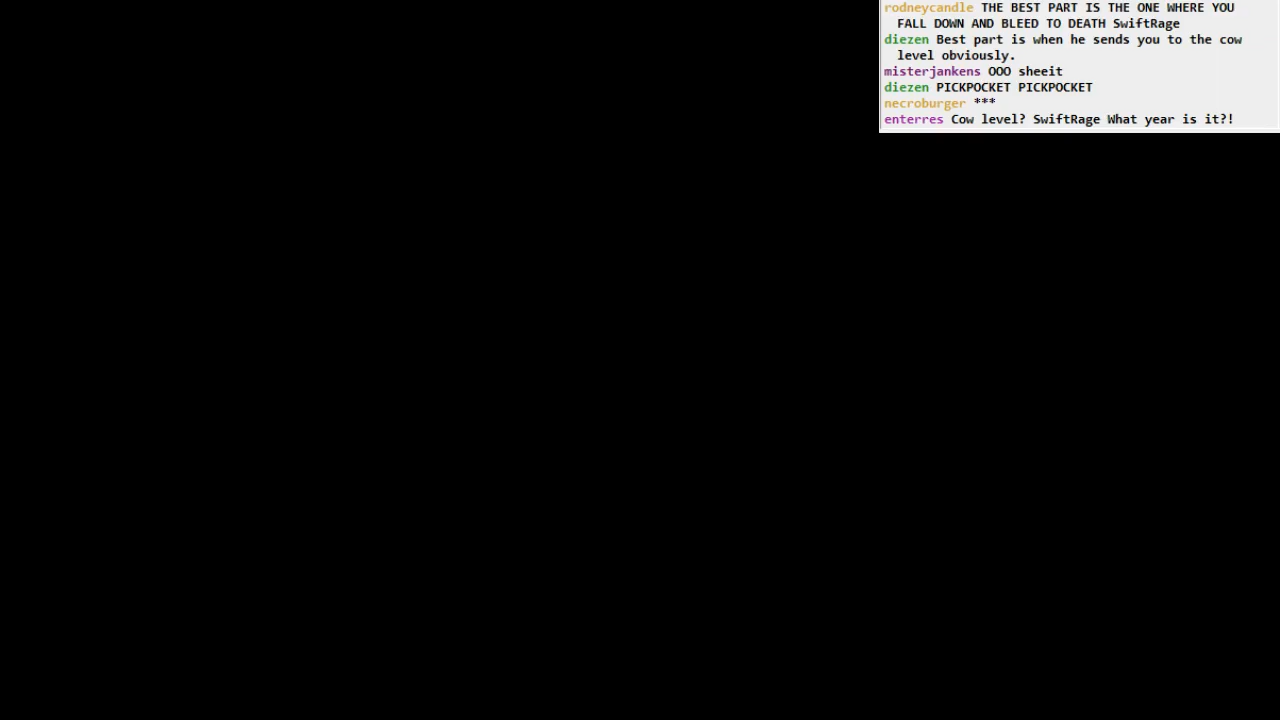 rodneycandle THE BEST PART IS THE ONE WHERE YOU
FALL DOWN AND BLEED TO DEATH SwiftRage
diezen Best part is when he sends you to the cow
level obviously.
misterjankens OOO sheeit
diezen PICKPOCKET PICKPOCKET
necroburger ***
enterres Cow level? SwiftRage What year is it?!